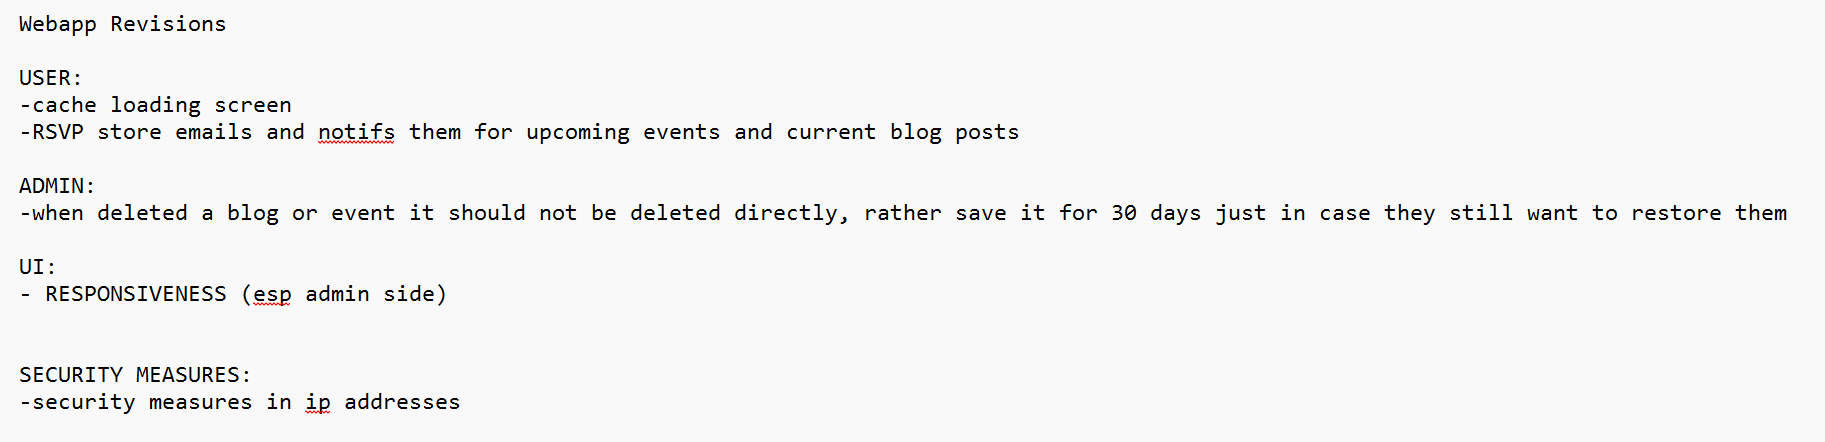 Webapp Revisions
USER:
-cache loading screen
-RSVP store emails and notifs them for upcoming events and current blog posts
ADMIN:
-when deleted a blog or event it should not be deleted directly, rather save it for 30 days just in case they still want to restore them
UI:
- RESPONSIVENESS (esp admin side)
SECURITY MEASURES:
-security measures in ip addresses